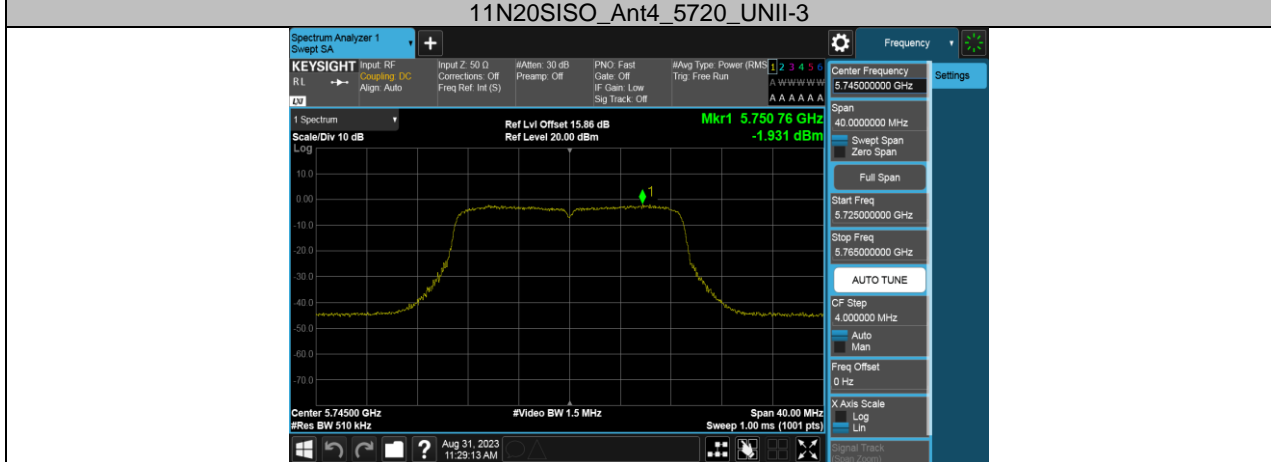 11N20SISO_Ant4_5720_UNII-3
Spectrum Analyzer 1
Swept SA
+
Frequency
KEYSIGHT
RL
LXI
Input: RF
Coupling: DC
Align: Auto
Input Z: 50 Ω
Corrections: Off
Freq Ref: Int (S)
#Atten: 30 dB
Preamp: Off
PNO: Fast
Gate: Off
IF Gain: Low
Sig Track: Off
#Avg Type: Power (RMS
Trig: Free Run
1 2 3 4 5 6
A W W W W W
A A A A A A
1 Spectrum
Scale/Div 10 dB
Log
Ref Lvl Offset 15.86 dB
Ref Level 20.00 dBm
Mkr1 5.750 76 GHz
-1.931 dBm
10.0
0.00
-10.0
-20.0
-30.0
-40.0
-50.0
-60.0
-70.0
1
Center 5.74500 GHz
#Res BW 510 kHz
#Video BW 1.5 MHz
Span 40.00 MHz
Sweep 1.00 ms (1001 pts)
Center Frequency
5.745000000 GHz
Settings
Span
40.0000000 MHz
Swept Span
Zero Span
Full Span
Start Freq
5.725000000 GHz
Stop Freq
5.765000000 GHz
AUTO TUNE
CF Step
4.000000 MHz
Auto
Man
Freq Offset
0 Hz
X Axis Scale
Log
Lin
Signal Track
(Span Zoom)
?
Aug 31, 2023
11:29:13 AM